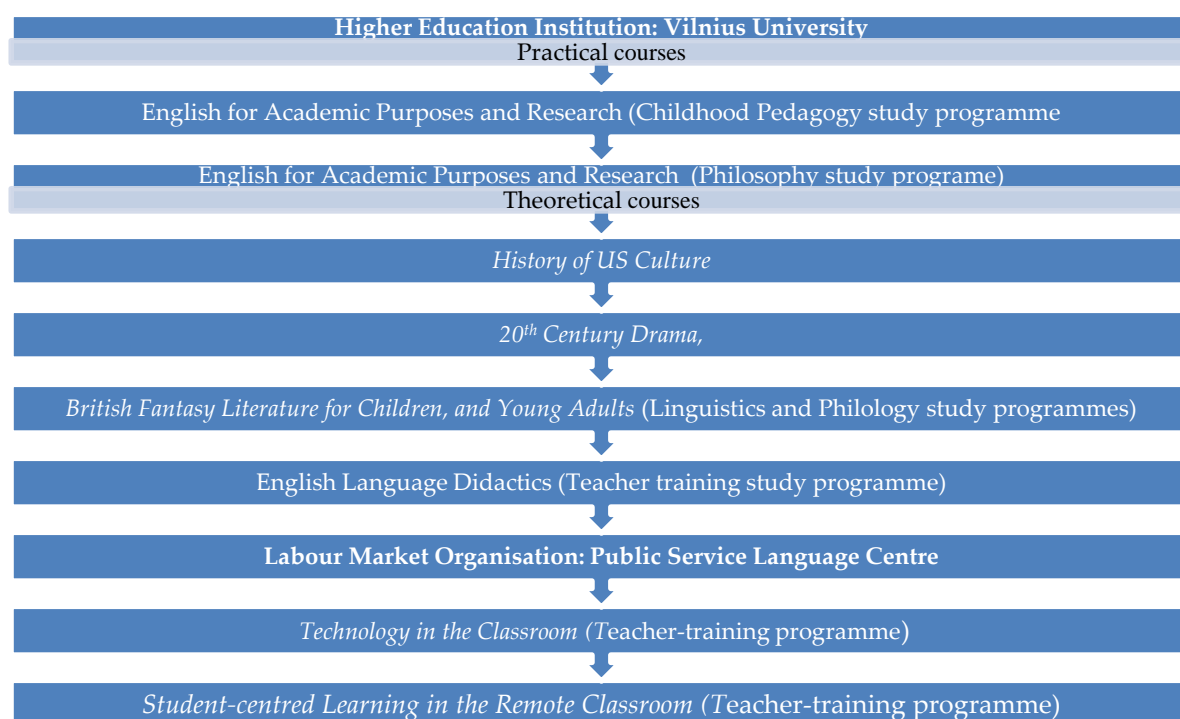 Higher Education Institution: Vilnius University
Practical courses
English for Academic Purposes and Research (Childhood Pedagogy study programme
English for Academic Purposes and Research (Philosophy study programe)
Theoretical courses
History of US Culture
20th Century Drama,
British Fantasy Literature for Children, and Young Adults (Linguistics and Philology study programmes)
English Language Didactics (Teacher training study programme)
Labour Market Organisation: Public Service Language Centre
Technology in the Classroom (Teacher-training programme)
Student-centred Learning in the Remote Classroom (Teacher-training programme)